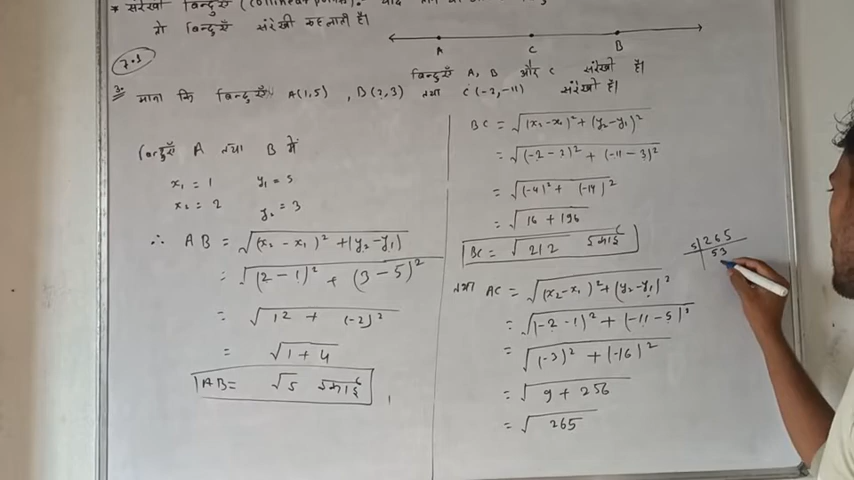 * संरेखी बिन्दुएँ (collinear points):-
तो बिन्दुएँ संरेखी कहलाती है।
A C B
बिन्दुएँ A, B और C संरेखी है।
7.1
3. माना कि बिन्दुएँ A(1,5), B(2,3) तथा C(-2,-11) संरेखी है।
बिन्दुएँ A तथा B में
x₁ = 1 y₁ = 5
x₂ = 2 y₂ = 3
∴ AB = √(x₂ - x₁)² + (y₂ - y₁)
= √(2 - 1)² + (3 - 5)²
= √1² + (-2)²
= √1 + 4
AB = √5 इकाई
BC = √(x₂ - x₁)² + (y₂ - y₁)²
= √(-2 - 2)² + (-11 - 3)²
= √(-4)² + (-14)²
= √16 + 196
BC = √212 इकाई
तथा AC = √(x₂ - x₁)² + (y₂ - y₁)²
= √(-2 - 1)² + (-11 - 5)²
= √(-3)² + (-16)²
= √9 + 256
= √265
5|265
53